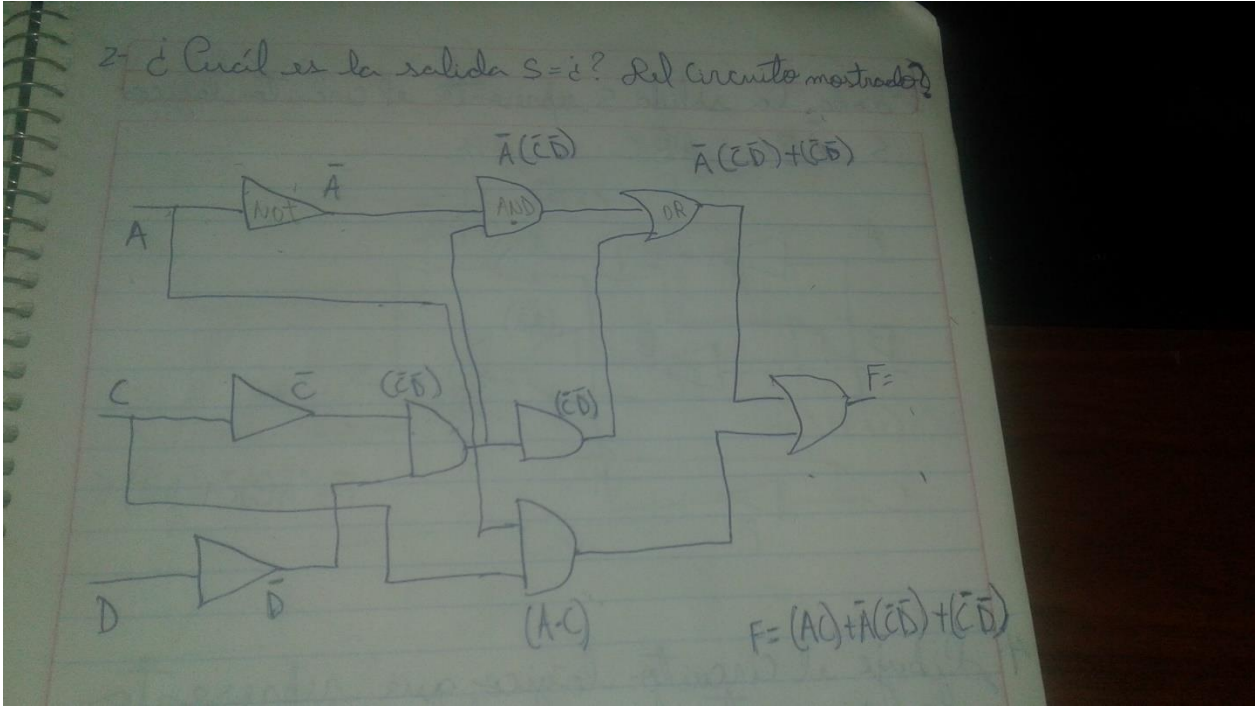 2- ¿ Cuál es la salida S=¿? Del circuito mostrado?
Ā(C̄D̄)
Ā(C̄D̄)+(C̄D̄)
Ā
NOT
AND
OR
A
C
C̄
(C̄D̄)
(C̄D̄)
F=
D
D̄
(A·C)
F= (AC)+Ā(C̄D̄)+(C̄D̄)